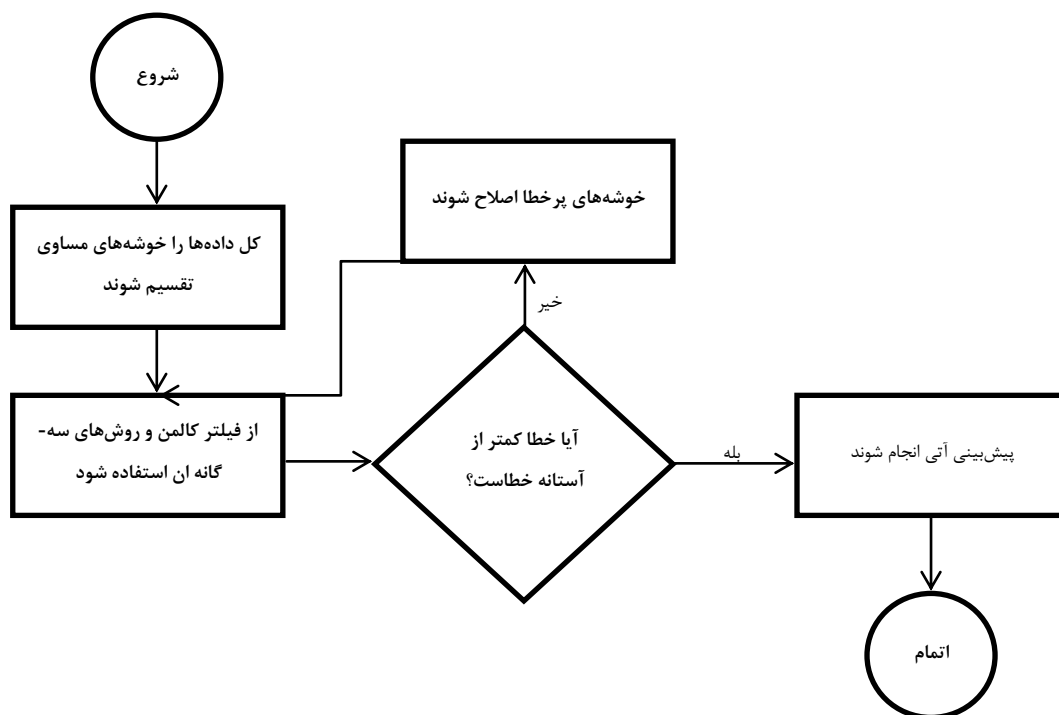 شروع
کل داده‌ها را خوشه‌های مساوی
تقسیم شوند
از فیلتر کالمن و روش‌های سه-
گانه ان استفاده شود
خوشه‌های پرخطا اصلاح شوند
خیر
آیا خطا کمتر از
آستانه خطاست؟
بله
پیش‌بینی آتی انجام شوند
اتمام